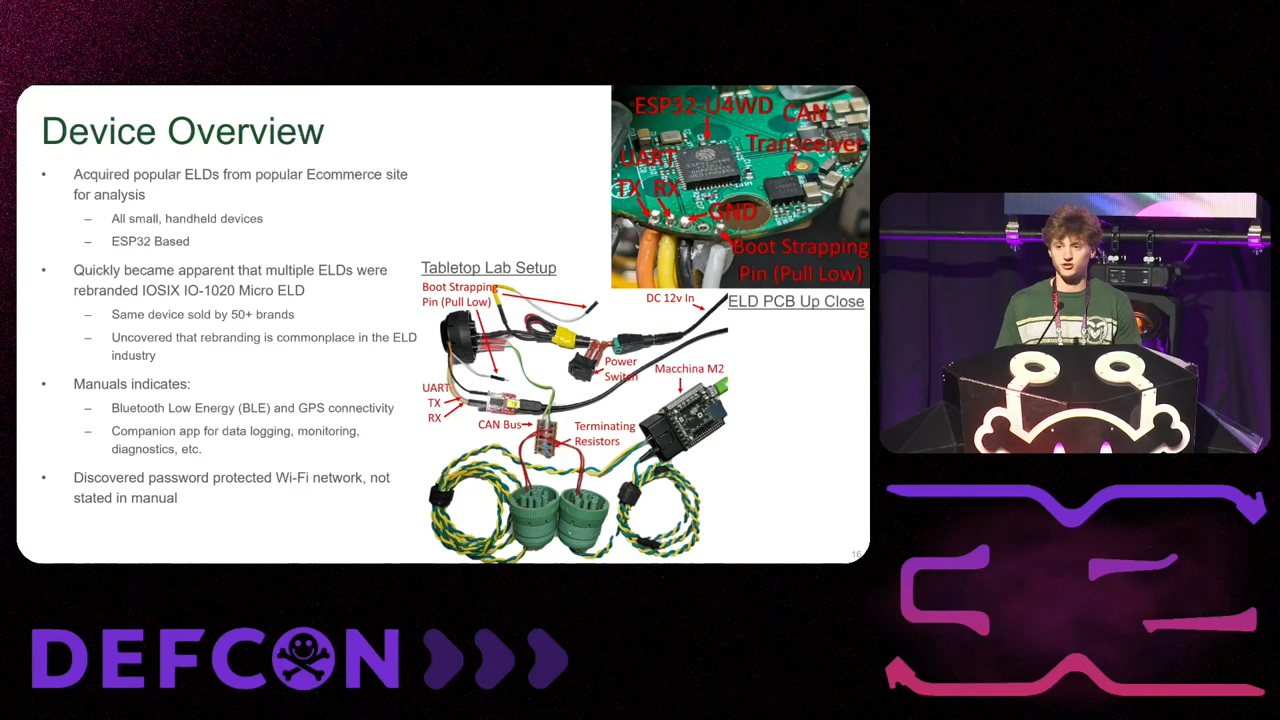 Device Overview
• Acquired popular ELDs from popular Ecommerce site
for analysis
– All small, handheld devices
– ESP32 Based
• Quickly became apparent that multiple ELDs were
rebranded IOSIX IO-1020 Micro ELD
– Same device sold by 50+ brands
– Uncovered that rebranding is commonplace in the ELD
industry
• Manuals indicates:
– Bluetooth Low Energy (BLE) and GPS connectivity
– Companion app for data logging, monitoring,
diagnostics, etc.
• Discovered password protected Wi-Fi network, not
stated in manual
ESP32-U4WD
CAN
Transceiver
UART
TX RX
GND
Boot Strapping
Pin (Pull Low)
ELD PCB Up Close
Tabletop Lab Setup
Boot Strapping
Pin (Pull Low)
DC 12v In
Power
Switch
Macchina M2
UART
TX
RX
CAN Bus
Terminating
Resistors
16
DEFCON